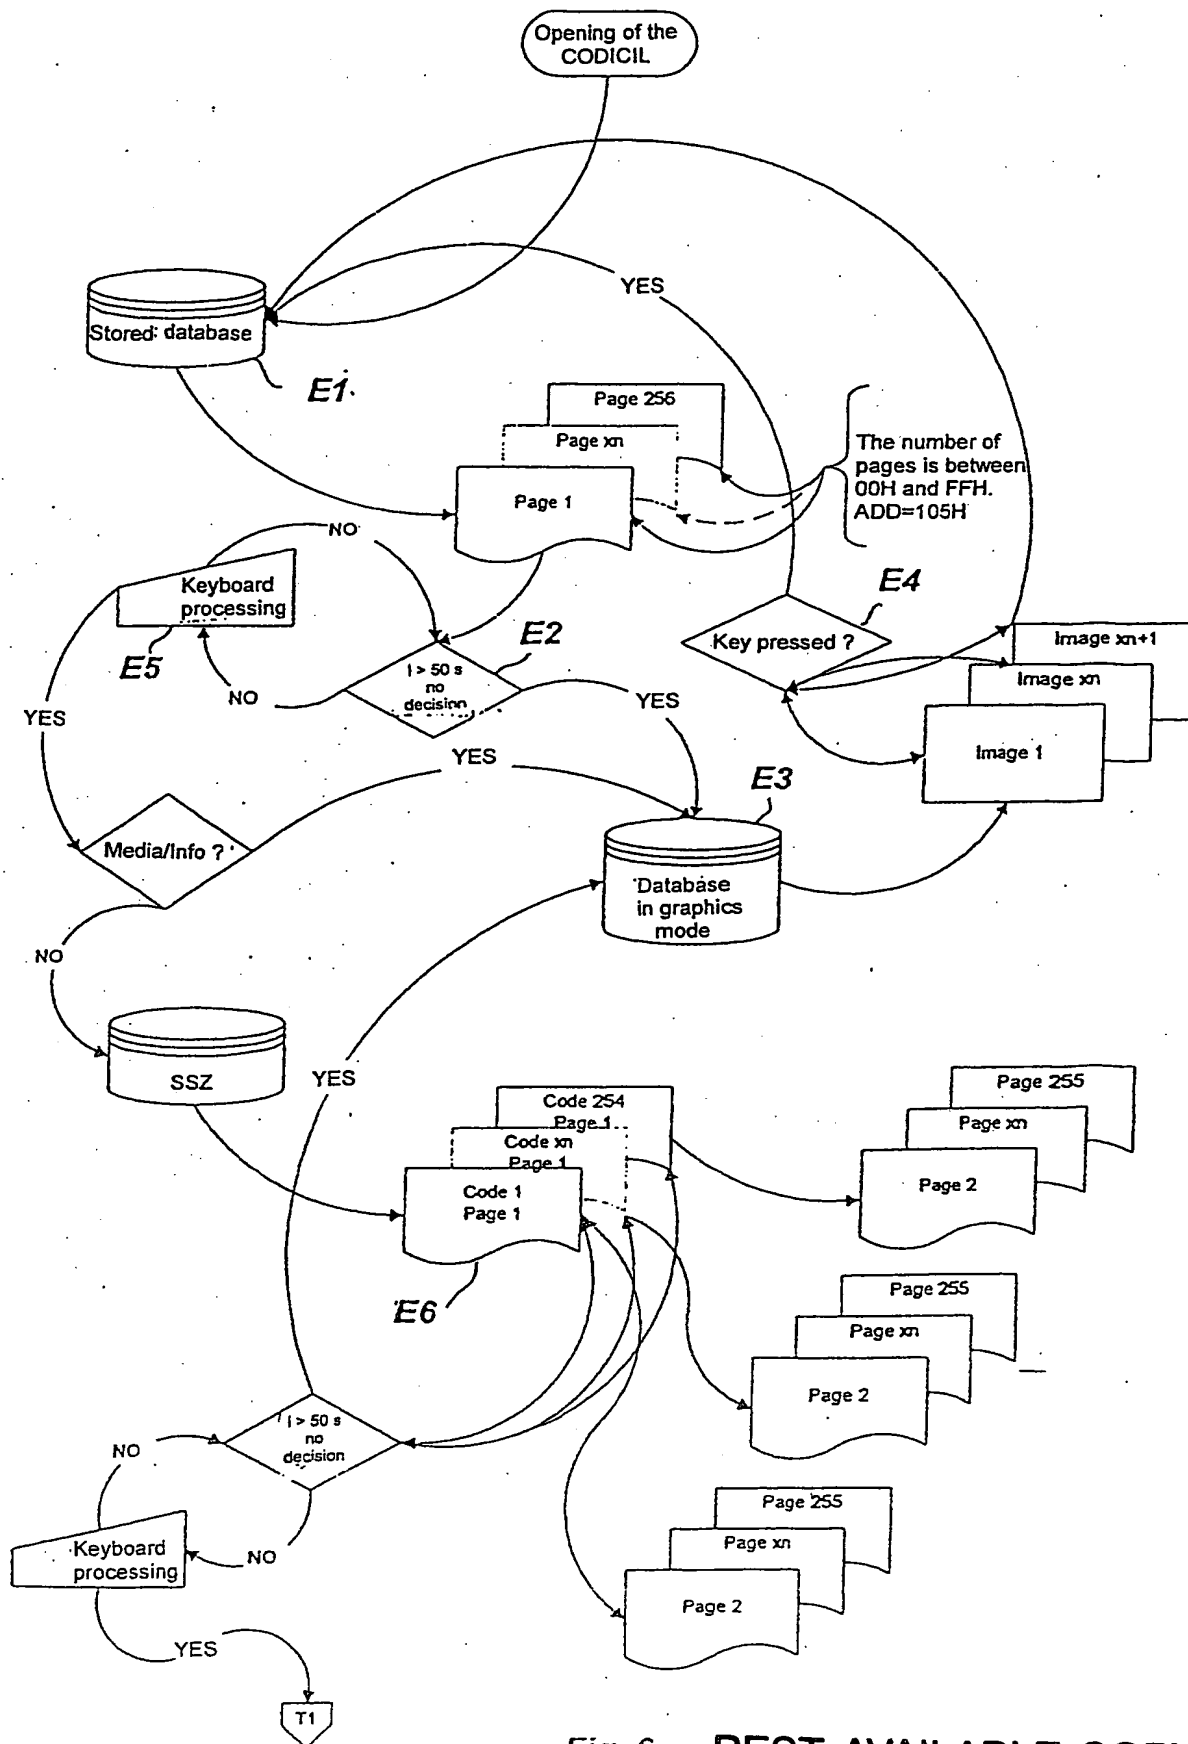 Opening of the
CODICIL
YES
Stored database
E1
Page 256
Page xn
Page 1
The number of
pages is between
00H and FFH.
ADD=105H
NO
Keyboard
processing
E5
E4
Key pressed ?
E2
> 50 s
no
decision
NO
YES
YES
Image xn+1
Image xn
Image 1
YES
E3
Media/Info ?
Database
in graphics
mode
NO
SSZ
YES
Code 254
Page 1
Code xn
Page 1
Code 1
Page 1
E6
Page 255
Page xn
Page 2
Page 255
Page xn
Page 2
> 50 s
no
decision
NO
Keyboard
processing
NO
Page 255
Page xn
Page 2
YES
T1